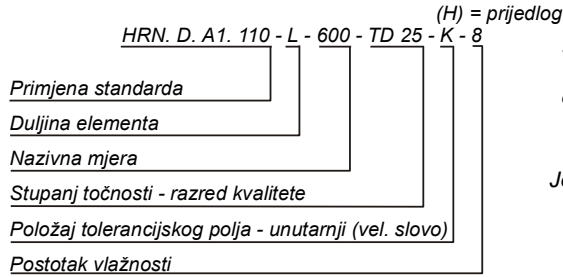 (H) = prijedlog
HRN. D. A1. 110 - L - 600 - TD 25 - K - 8
Primjena standarda
Duljina elementa
Nazivna mjera
Stupanj točnosti - razred kvalitete
Položaj tolerancijskog polja - unutarnji (vel. slovo)
Postotak vlažnosti